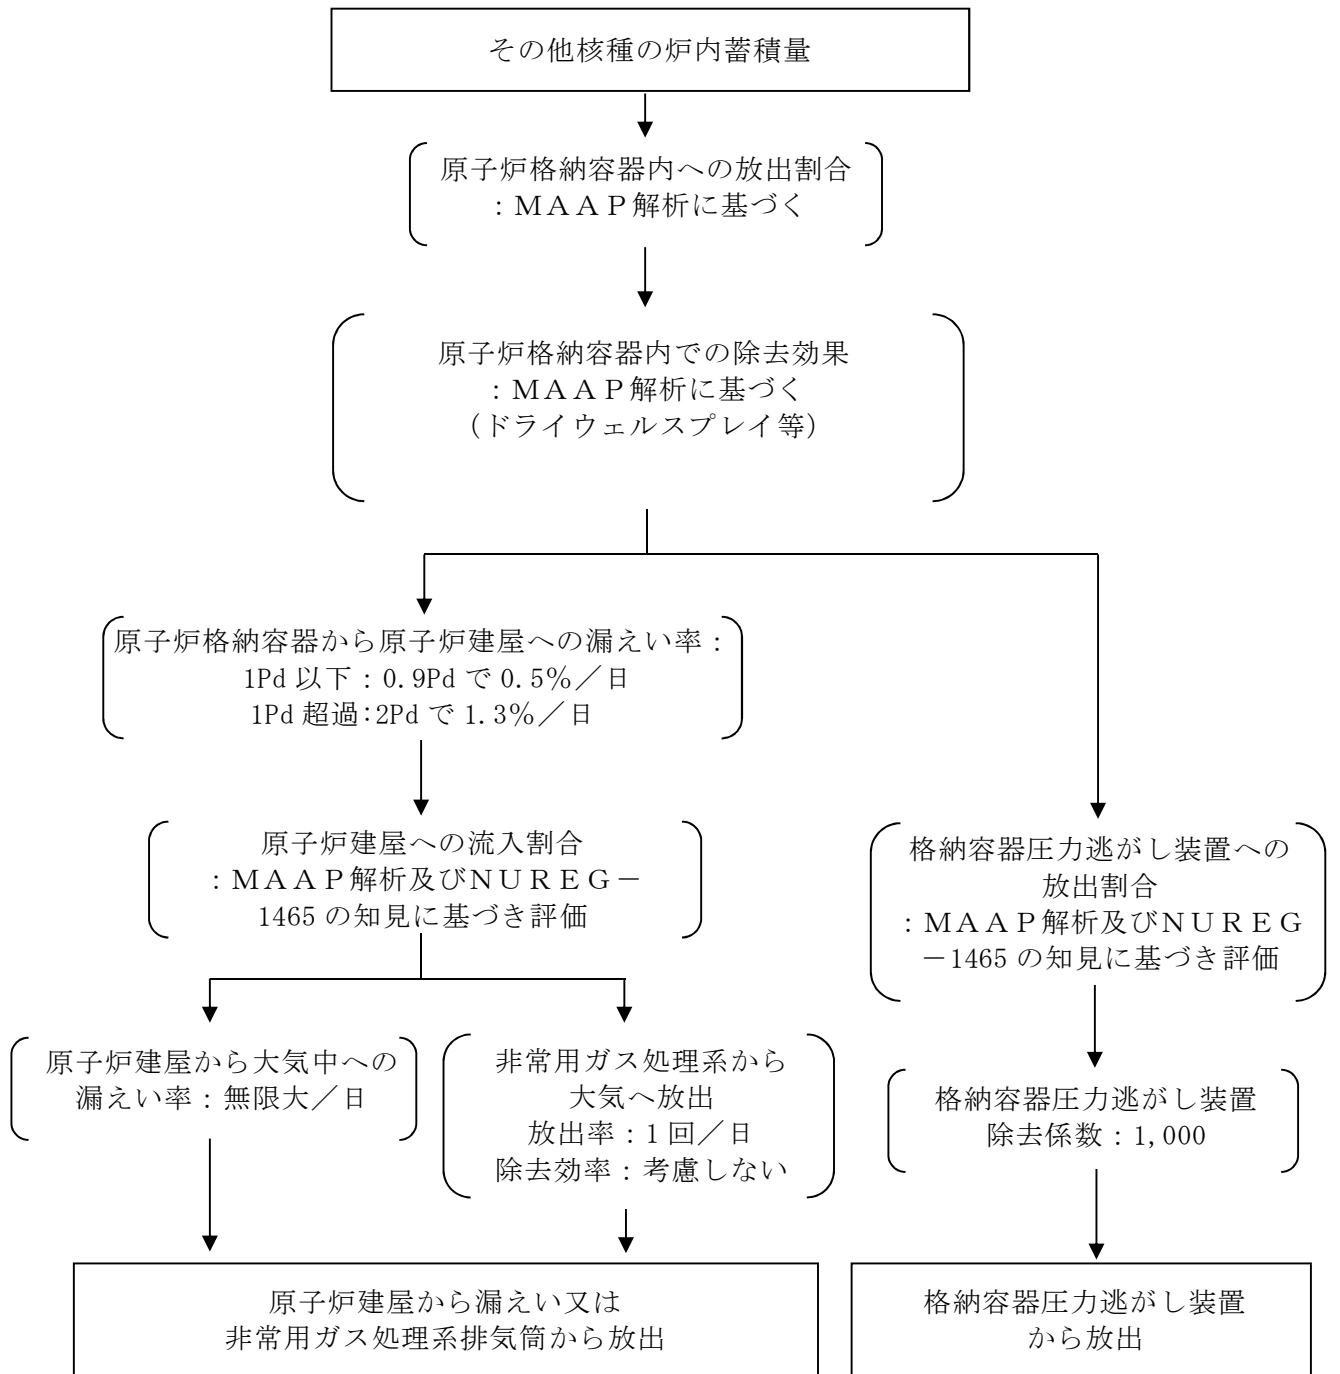 その他核種の炉内蓄積量
原子炉格納容器内への放出割合
：ＭＡＡＰ解析に基づく
原子炉格納容器内での除去効果
：ＭＡＡＰ解析に基づく
（ドライウェルスプレイ等）
原子炉格納容器から原子炉建屋への漏えい率：
1Pd 以下：0.9Pd で 0.5％／日
1Pd 超過：2Pd で 1.3％／日
原子炉建屋への流入割合
：ＭＡＡＰ解析及びＮＵＲＥＧ－
1465 の知見に基づき評価
格納容器圧力逃がし装置への
放出割合
：ＭＡＡＰ解析及びＮＵＲＥＧ
－1465 の知見に基づき評価
原子炉建屋から大気中への
漏えい率：無限大／日
非常用ガス処理系から
大気へ放出
放出率：1 回／日
除去効率：考慮しない
格納容器圧力逃がし装置
除去係数：1,000
原子炉建屋から漏えい又は
非常用ガス処理系排気筒から放出
格納容器圧力逃がし装置
から放出